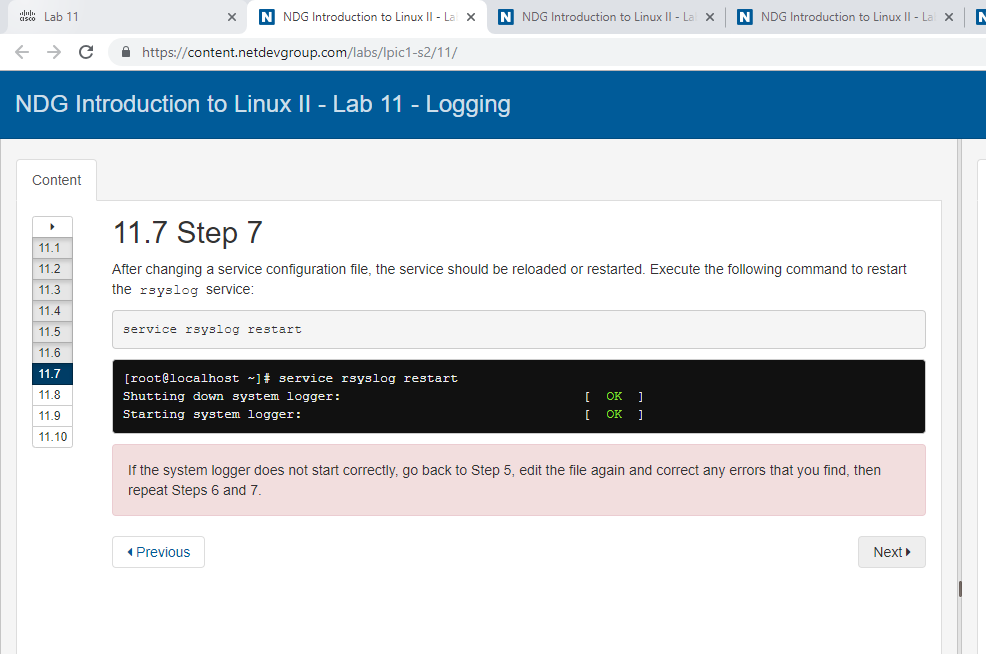 cisco Lab 11
NDG Introduction to Linux II - La
NDG Introduction to Linux II - La
NDG Introduction to Linux II - La
https://content.netdevgroup.com/labs/lpic1-s2/11/
NDG Introduction to Linux II - Lab 11 - Logging
Content
11.1
11.2
11.3
11.4
11.5
11.6
11.7
11.8
11.9
11.10
11.7 Step 7
After changing a service configuration file, the service should be reloaded or restarted. Execute the following command to restart
the rsyslog service:
service rsyslog restart
[root@localhost ~]# service rsyslog restart
Shutting down system logger: [ OK ]
Starting system logger: [ OK ]
If the system logger does not start correctly, go back to Step 5, edit the file again and correct any errors that you find, then
repeat Steps 6 and 7.
Previous
Next